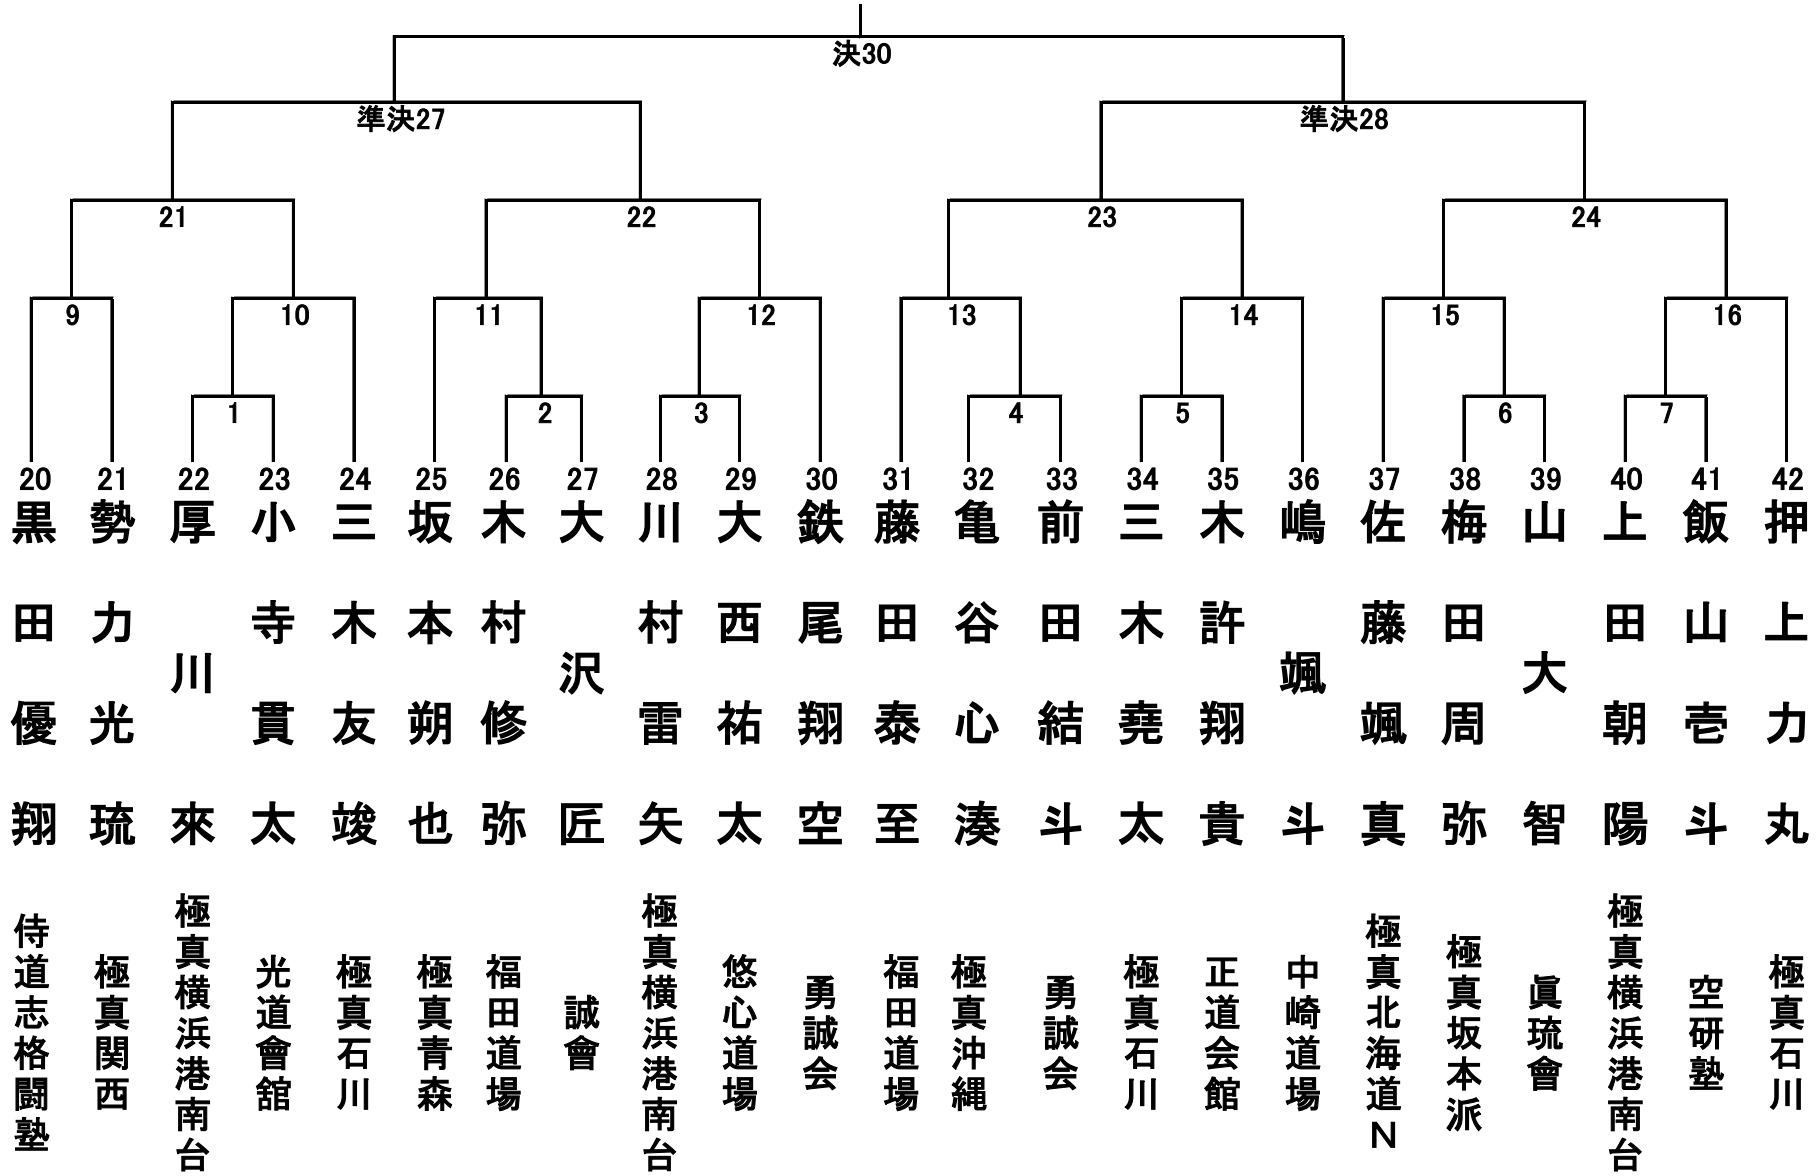 決30
準決27
準決28
21
22
23
24
9
10
11
12
13
14
15
16
1
2
3
4
5
6
7
20
21
22
23
24
25
26
27
28
29
30
31
32
33
34
35
36
37
38
39
40
41
42
黒田優翔
勢力光琉
厚川來
小寺貫太
三木友竣
坂本朔也
木村修弥
大沢匠
川村雷矢
大西祐太
鉄尾翔空
藤田泰至
亀谷心湊
前田結斗
三木堯太
木許翔貴
嶋颯斗
佐藤颯真
梅田周弥
山大智
上田朝陽
飯山壱斗
押上力丸
侍道志格闘塾
極真関西
極真横浜港南台
光道會舘
極真石川
極真青森
福田道場
誠會
極真横浜港南台
悠心道場
勇誠会
福田道場
極真沖縄
勇誠会
極真石川
正道会館
中崎道場
極真北海道Ｎ
極真坂本派
眞琉會
極真横浜港南台
空研塾
極真石川